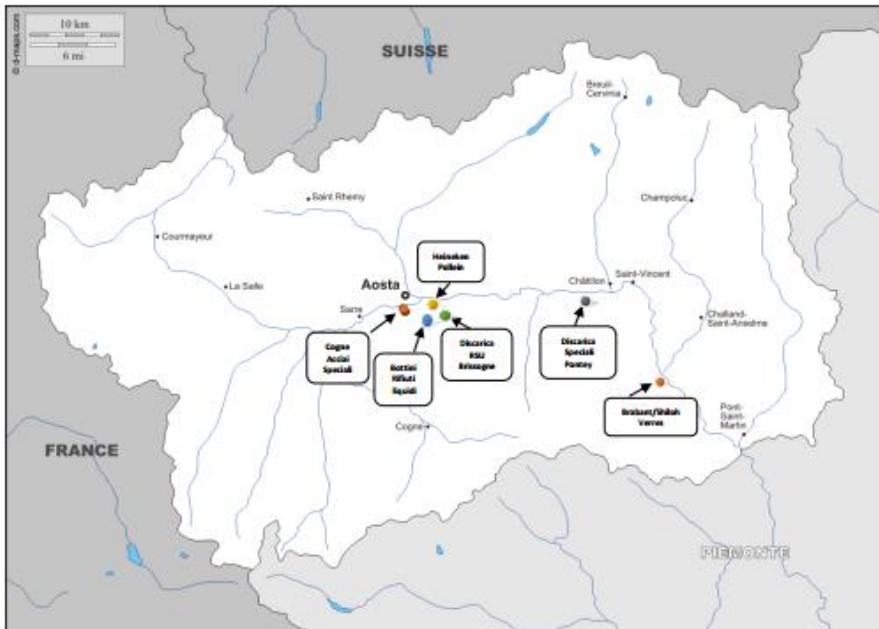 10 km
6 mi
© d-maps.com
SUISSE
Breuil-
Cervinia
Saint Rhemy
Champoluc
Courmayeur
Heineken
Pollein
La Salle
Aosta
Châtillon
Saint-Vincent
Sarre
Challand-
Saint-Anselme
Cogne
Acciai
Speciali
Bottini
Rifiuti
liquidi
Discarica
RSU
Brissogne
Discarica
Speciali
Pontey
Brabant/Shiloh
Verres
Pont-
Saint-
Martin
Cogne
FRANCE
PIEMONTE